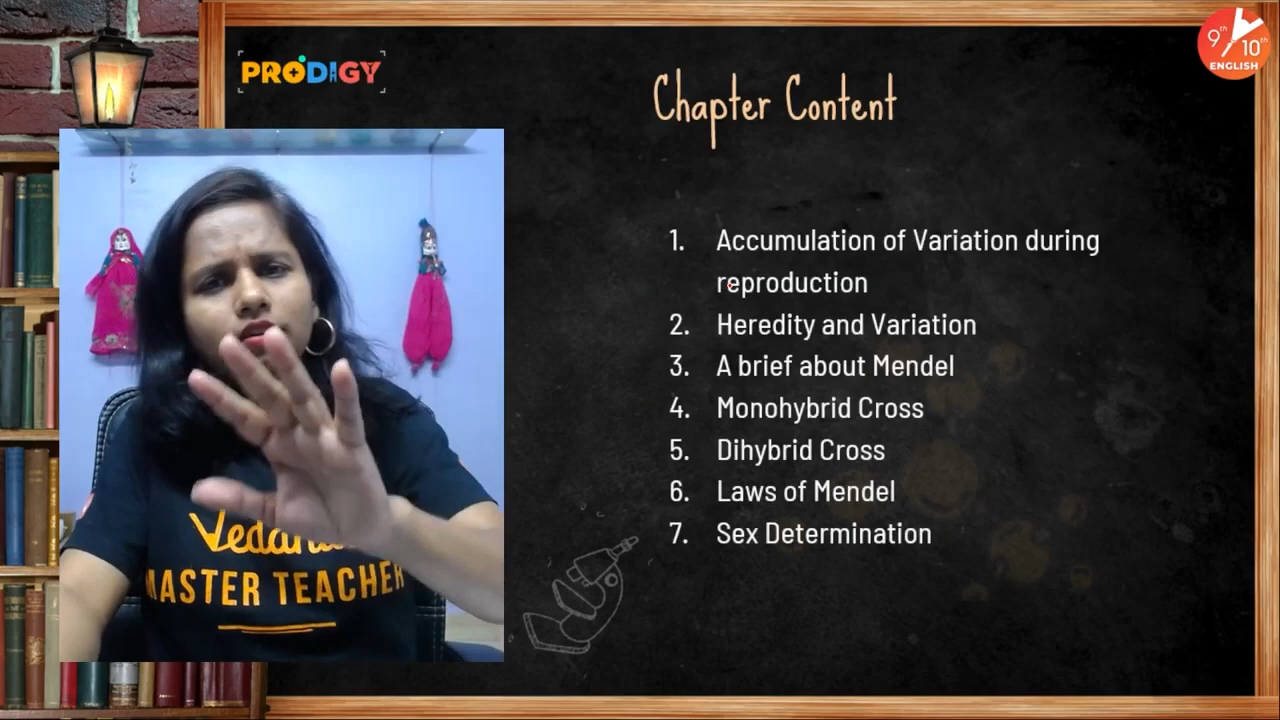 PRODIGY
9th
10th
ENGLISH
Chapter Content
1. Accumulation of Variation during
reproduction
2. Heredity and Variation
3. A brief about Mendel
4. Monohybrid Cross
5. Dihybrid Cross
6. Laws of Mendel
7. Sex Determination
MASTER TEACHER